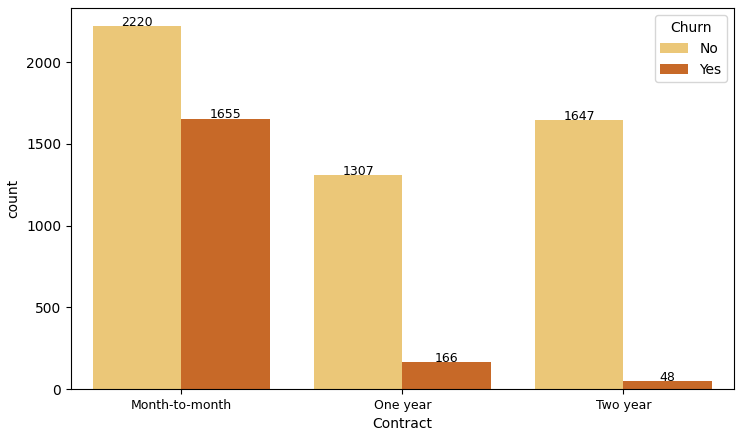 2220
Churn
No
Yes
2000
1655
1647
1500
1307
count
1000
500
166
48
0
Month-to-month
One year
Two year
Contract